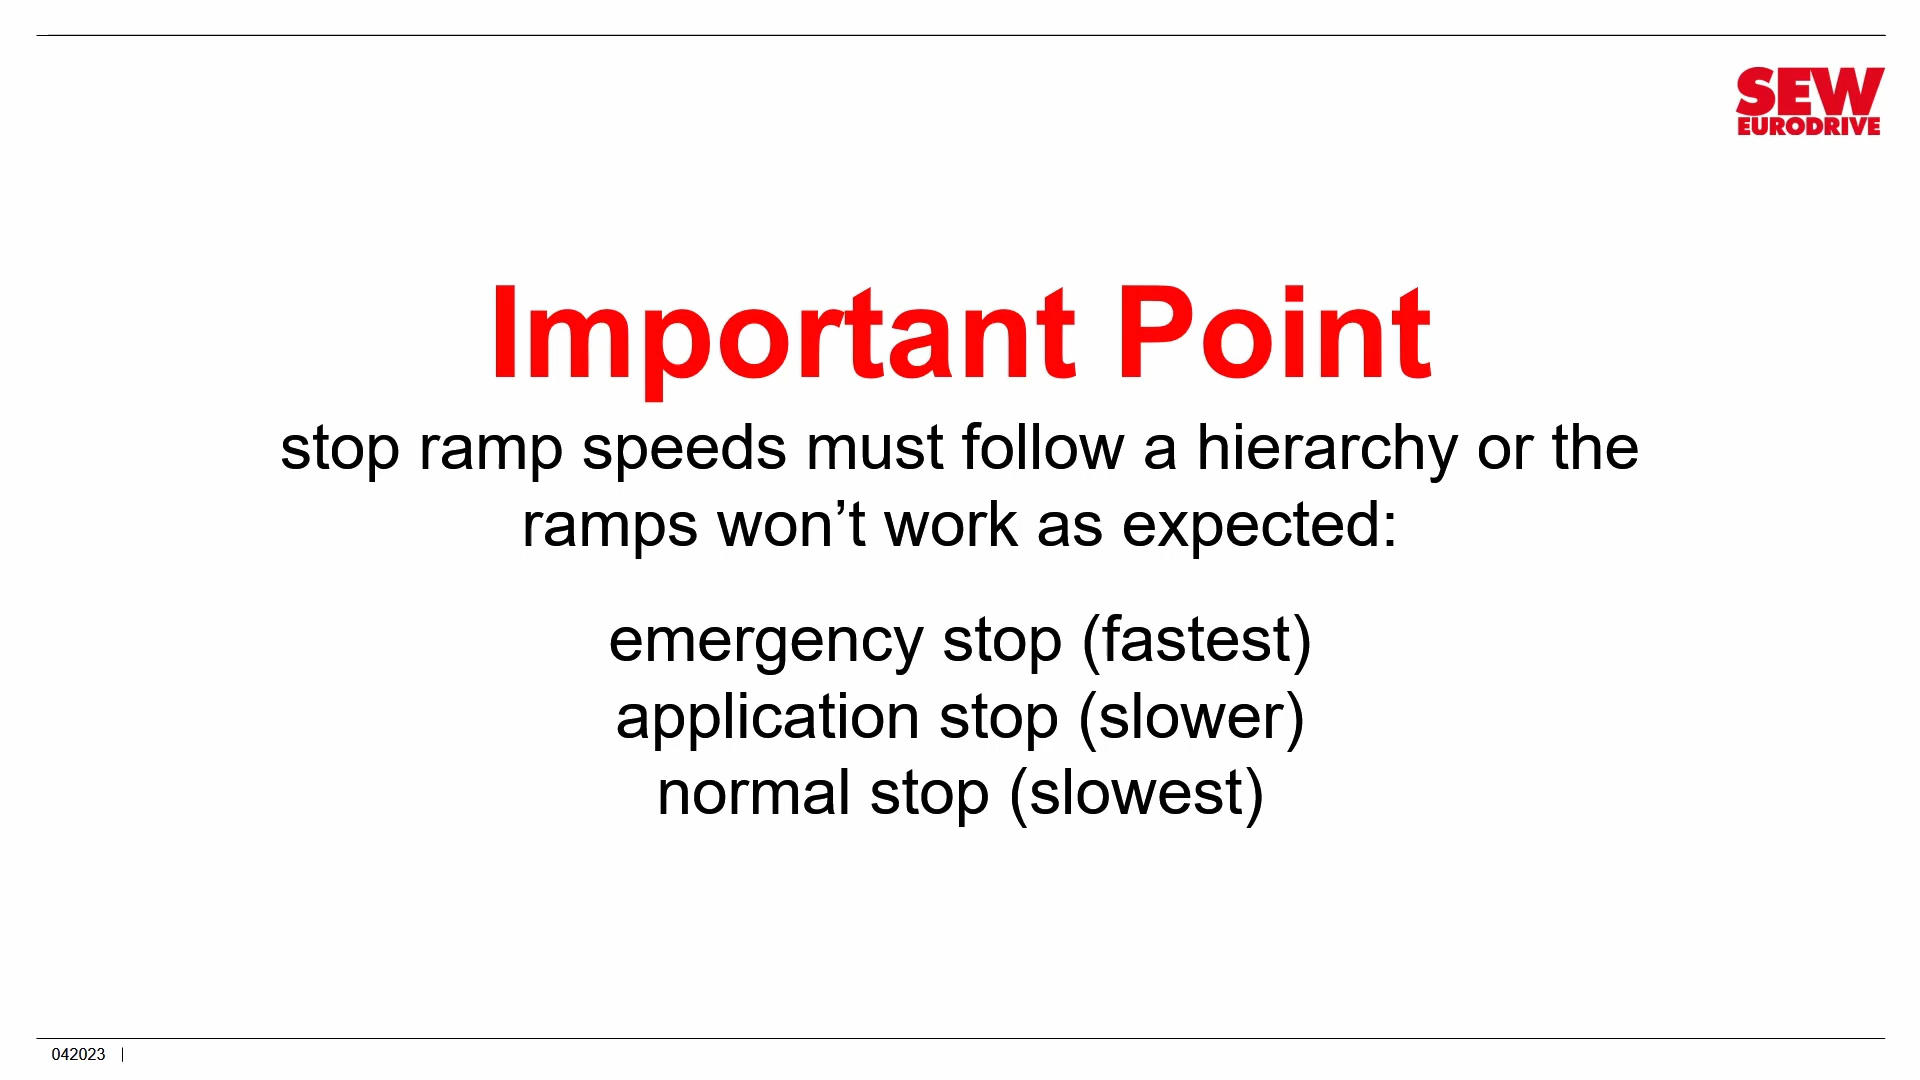 SEW
EURODRIVE
Important Point
stop ramp speeds must follow a hierarchy or the
ramps won’t work as expected:
emergency stop (fastest)
application stop (slower)
normal stop (slowest)
042023 |